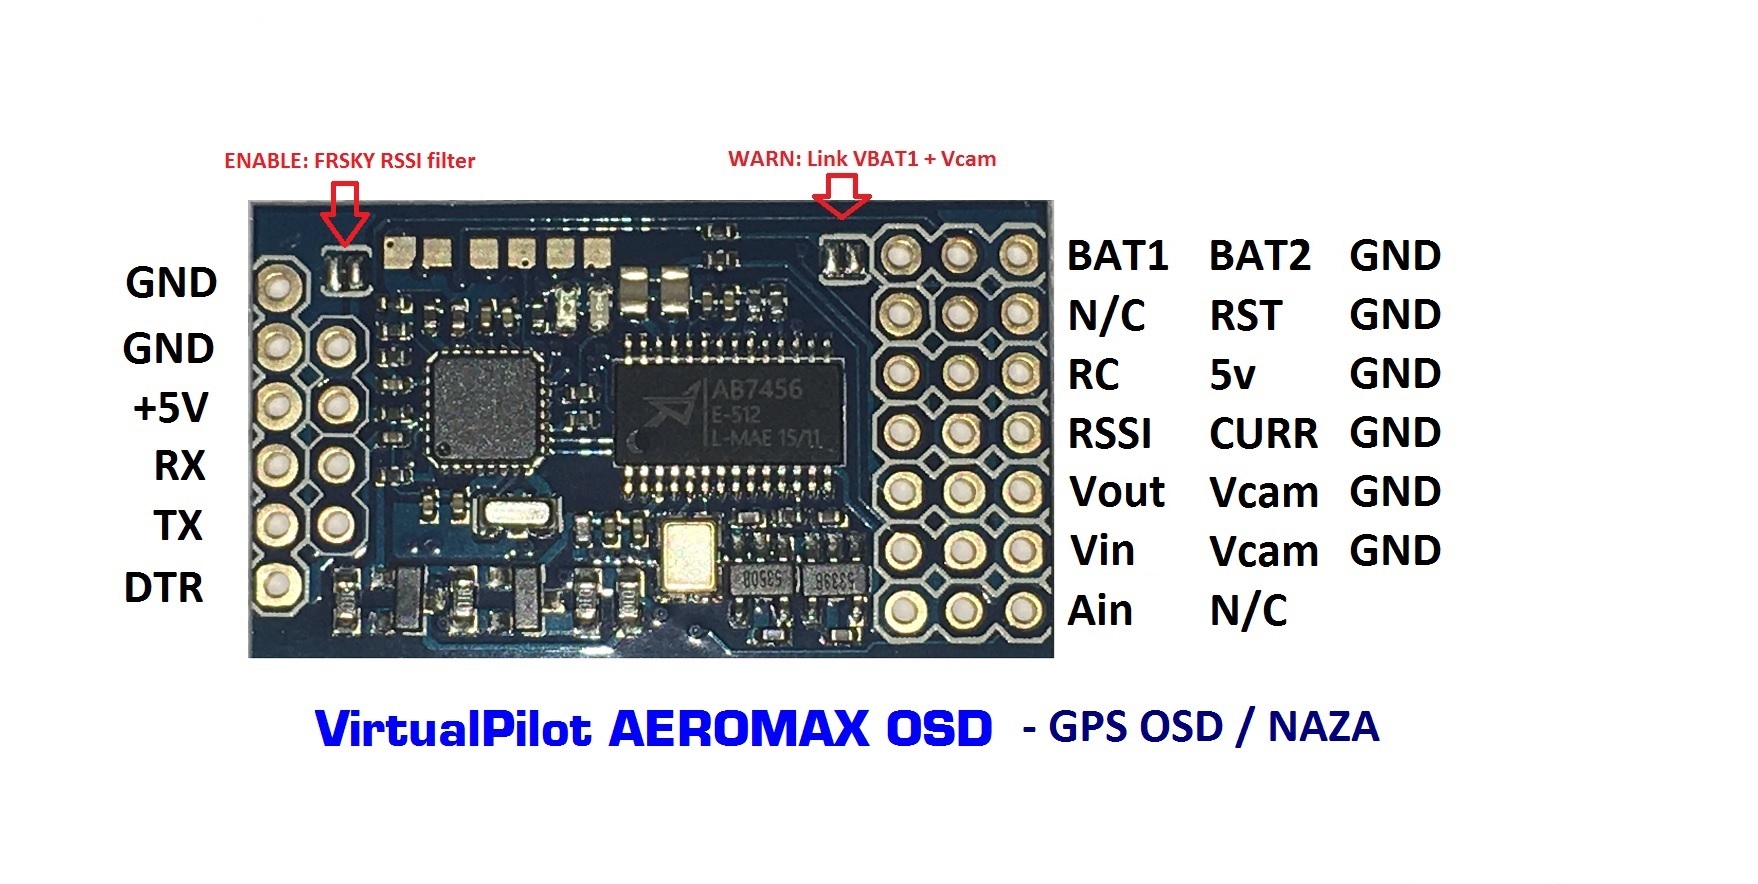 ENABLE: FRSKY RSSI filter
WARN: Link VBAT1 + Vcam
GND
GND
+5V
RX
TX
DTR
AB7456
E-512
L-MAE 15/11
5350B
5339B
BAT1 BAT2 GND
N/C RST GND
RC 5v GND
RSSI CURR GND
Vout Vcam GND
Vin Vcam GND
Ain N/C
VirtualPilot AEROMAX OSD - GPS OSD / NAZA